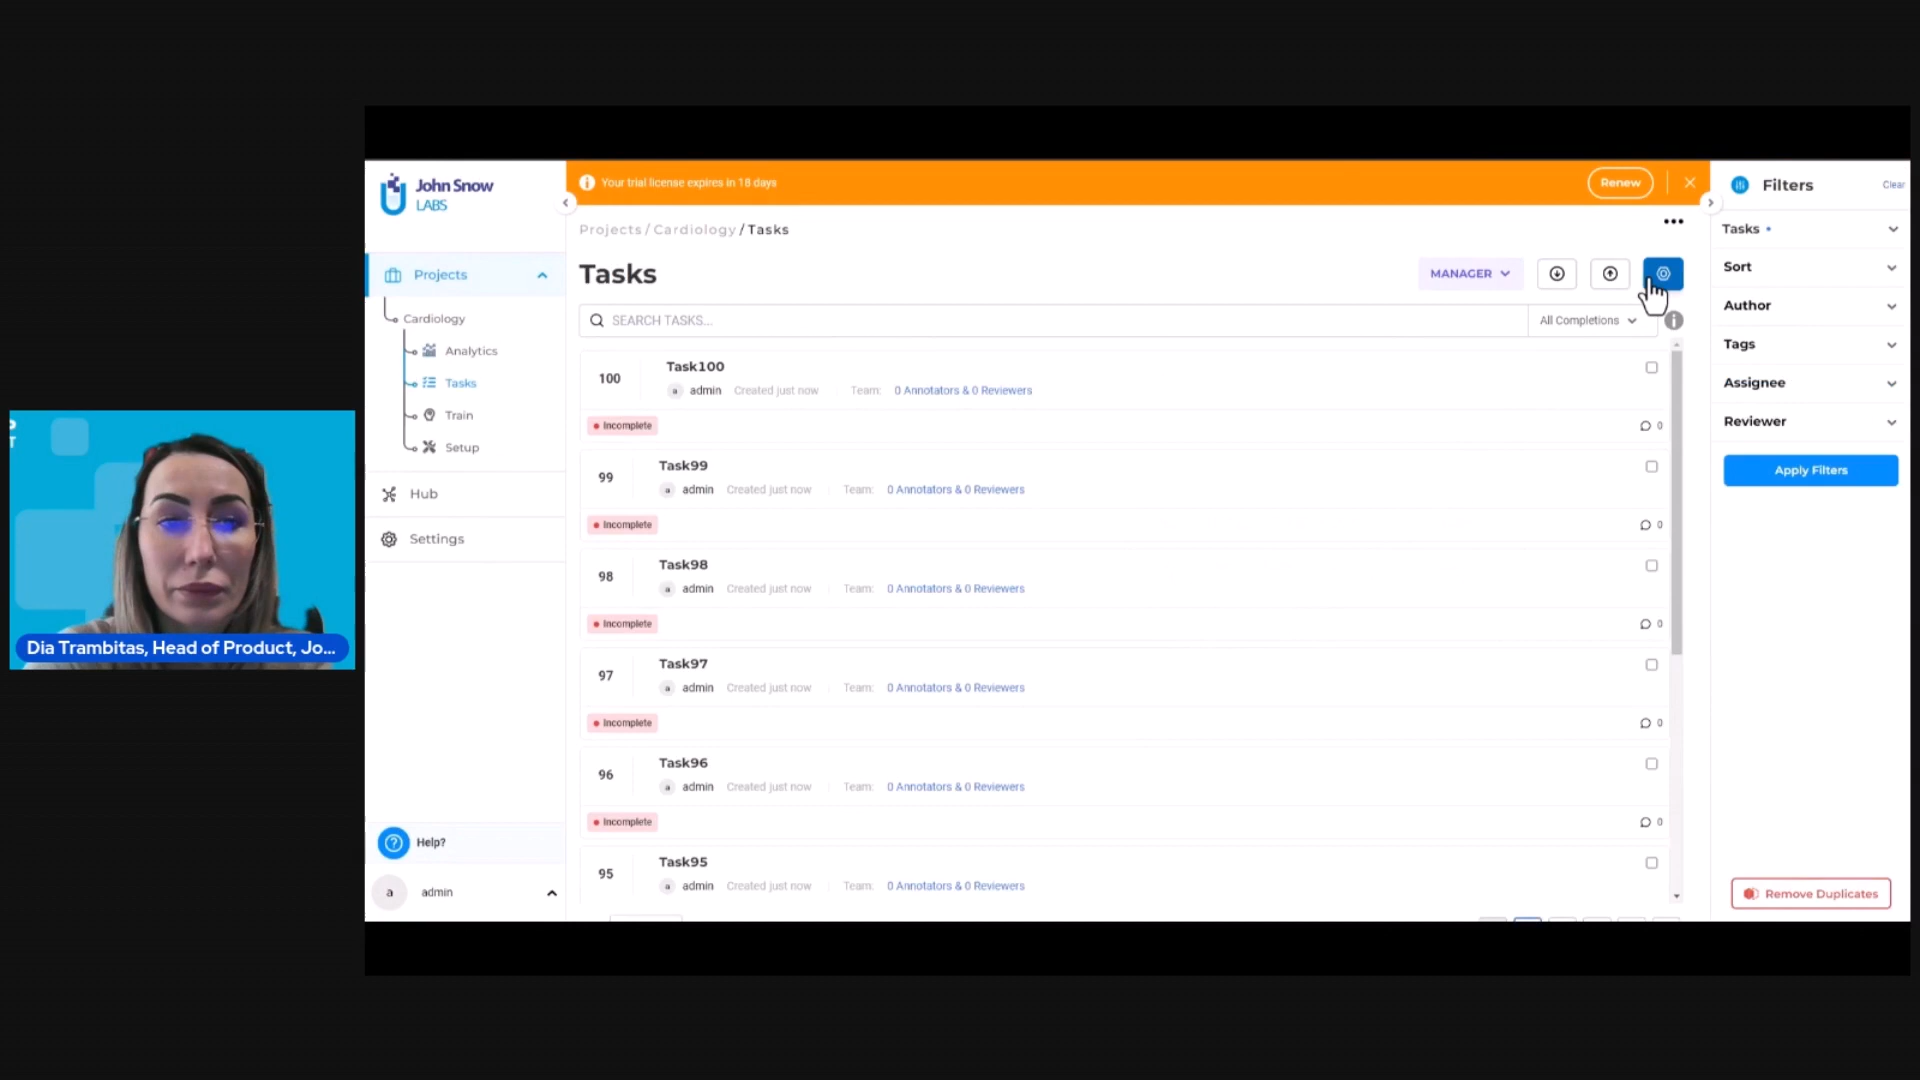 P
T
Dia Trambitas, Head of Product, Jo...
John Snow
LABS
Projects
Cardiology
Analytics
Tasks
Train
Setup
Hub
Settings
Help?
a admin
Your trial license expires in 18 days
Renew
Projects / Cardiology / Tasks
Tasks
MANAGER
SEARCH TASKS...
All Completions
100 Task100
a admin Created just now Team: 0 Annotators & 0 Reviewers
Incomplete 0
99 Task99
a admin Created just now Team: 0 Annotators & 0 Reviewers
Incomplete 0
98 Task98
a admin Created just now Team: 0 Annotators & 0 Reviewers
Incomplete 0
97 Task97
a admin Created just now Team: 0 Annotators & 0 Reviewers
Incomplete 0
96 Task96
a admin Created just now Team: 0 Annotators & 0 Reviewers
Incomplete 0
95 Task95
a admin Created just now Team: 0 Annotators & 0 Reviewers
Filters Clear
Tasks
Sort
Author
Tags
Assignee
Reviewer
Apply Filters
Remove Duplicates